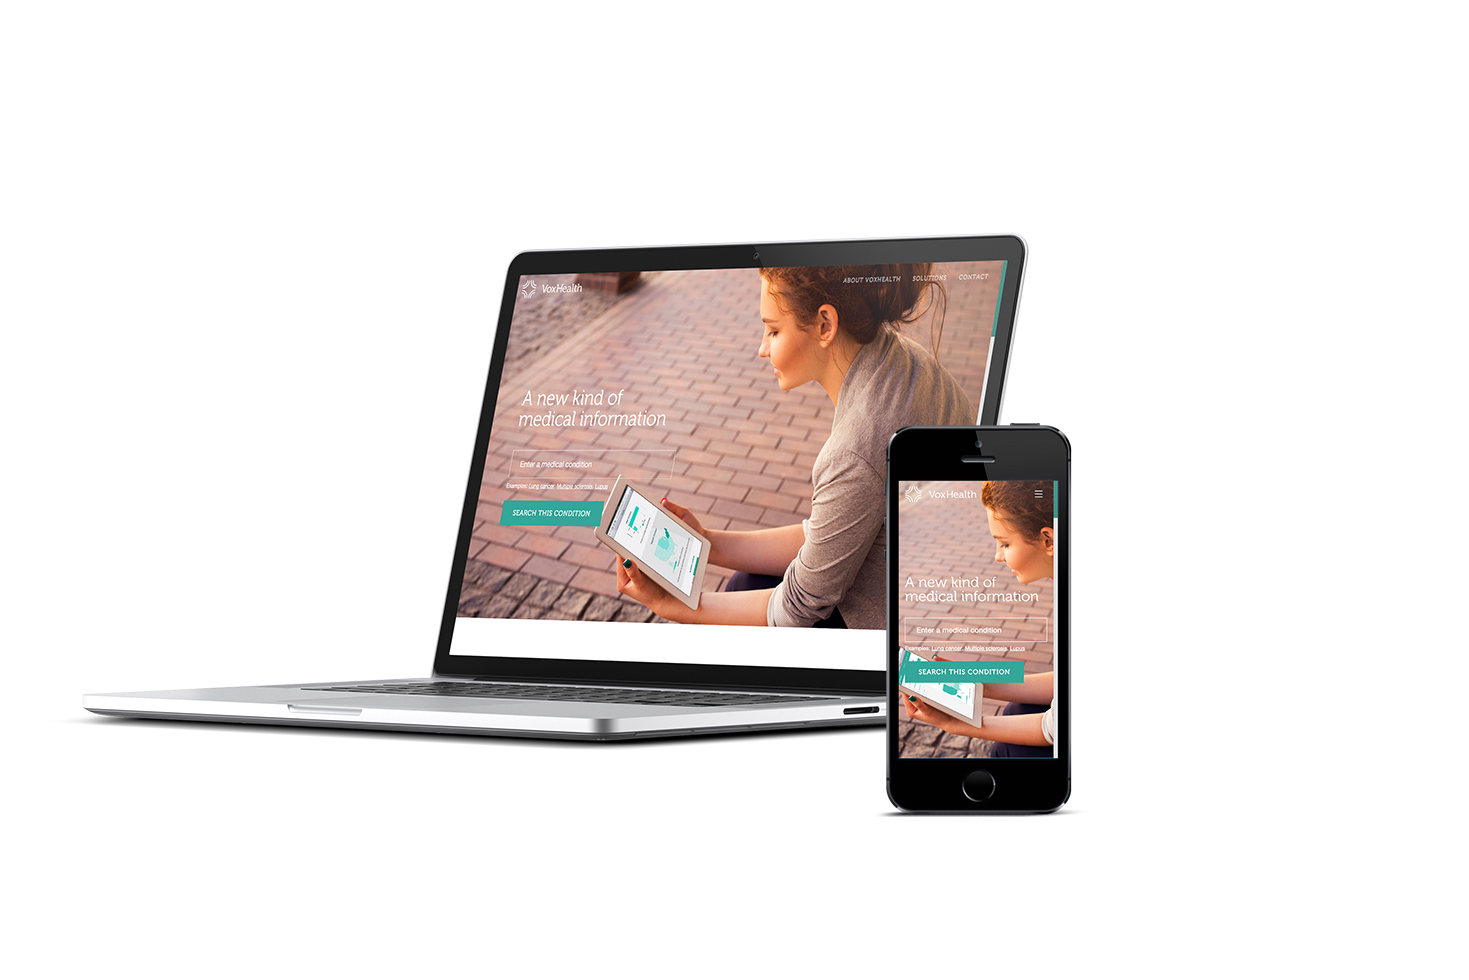 VoxHealth
ABOUT VOXHEALTH SOLUTIONS CONTACT
A new kind of
medical information
Enter a medical condition
Examples: Lung cancer, Multiple sclerosis, Lupus
SEARCH THIS CONDITION
VoxHealth
A new kind of
medical information
Enter a medical condition
Examples: Lung cancer, Multiple sclerosis, Lupus
SEARCH THIS CONDITION